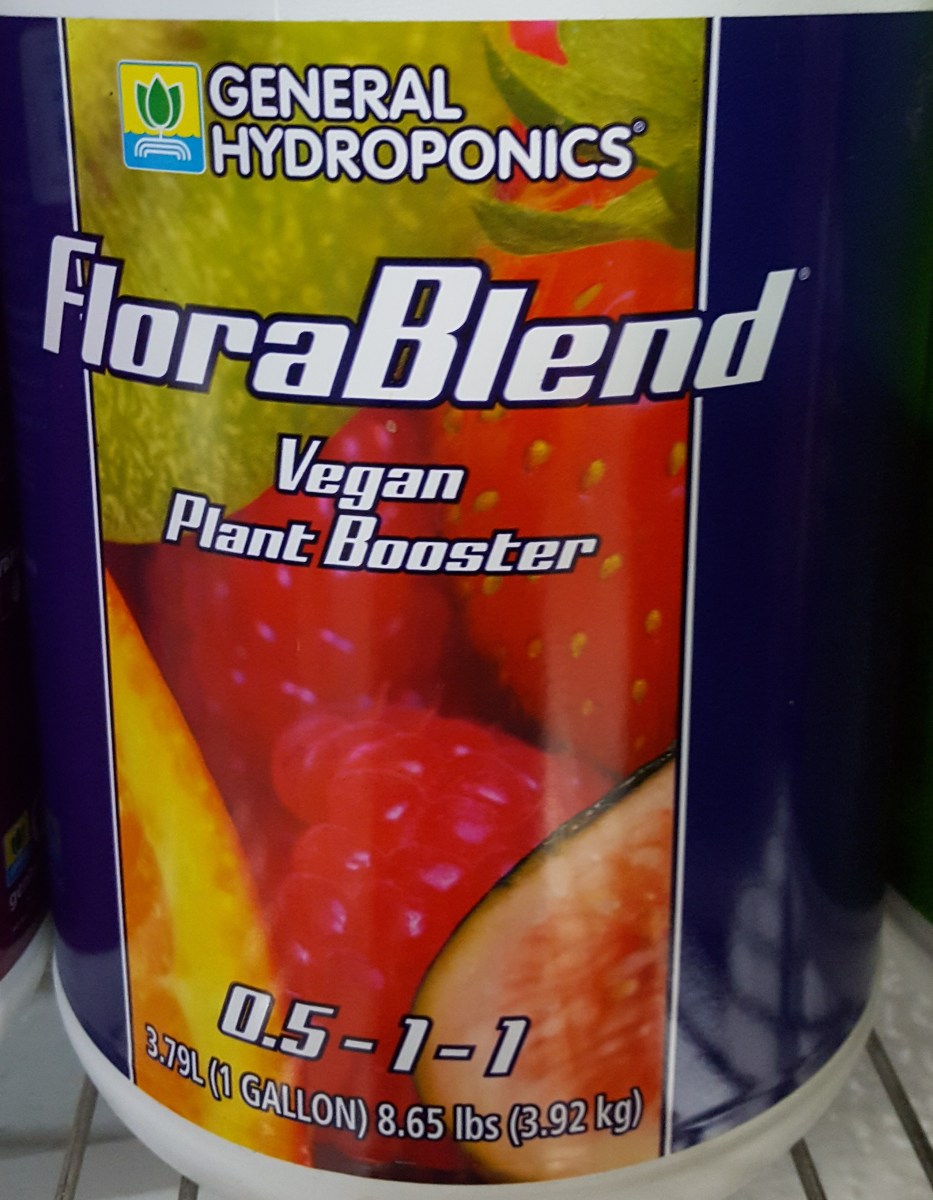 GENERAL
HYDROPONICS®
FloraBlend®
Vegan
Plant Booster
0.5-1-1
3.79L (1 GALLON) 8.65 lbs (3.92 kg)